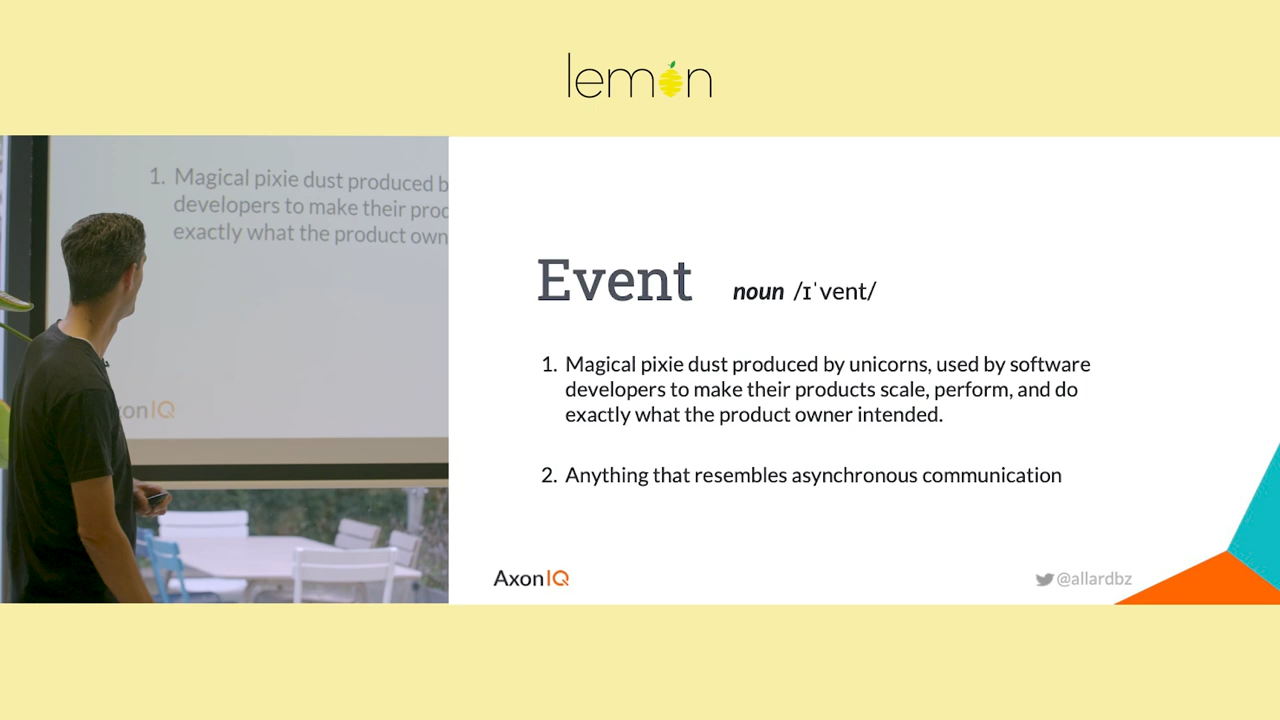 lemon
1. Magical pixie dust produced b
developers to make their prod
exactly what the product own
onIQ
Event noun /ɪˈvent/
1. Magical pixie dust produced by unicorns, used by software
developers to make their products scale, perform, and do
exactly what the product owner intended.
2. Anything that resembles asynchronous communication
AxonIQ
@allardbz